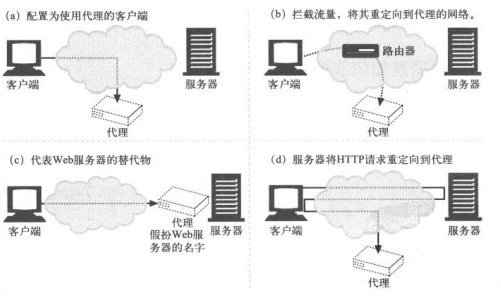 (a) 配置为使用代理的客户端
客户端
服务器
代理
(b) 拦截流量，将其重定向到代理的网络。
路由器
客户端
服务器
代理
(c) 代表Web服务器的替代物
客户端
代理
假扮Web服
务器的名字
服务器
(d) 服务器将HTTP请求重定向到代理
客户端
服务器
代理